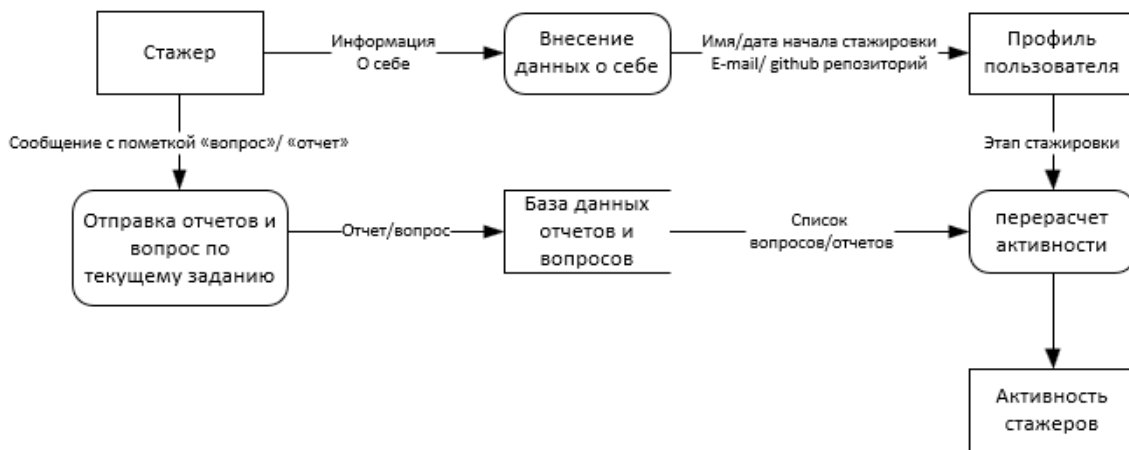 Стажер
Информация
О себе
Внесение
данных о себе
Имя/дата начала стажировки
E-mail/ github репозиторий
Профиль
пользователя
Сообщение с пометкой «вопрос»/ «отчет»
Этап стажировки
Отправка отчетов и
вопрос по
текущему заданию
Отчет/вопрос
База данных
отчетов и
вопросов
Список
вопросов/отчетов
перерасчет
активности
Активность
стажеров